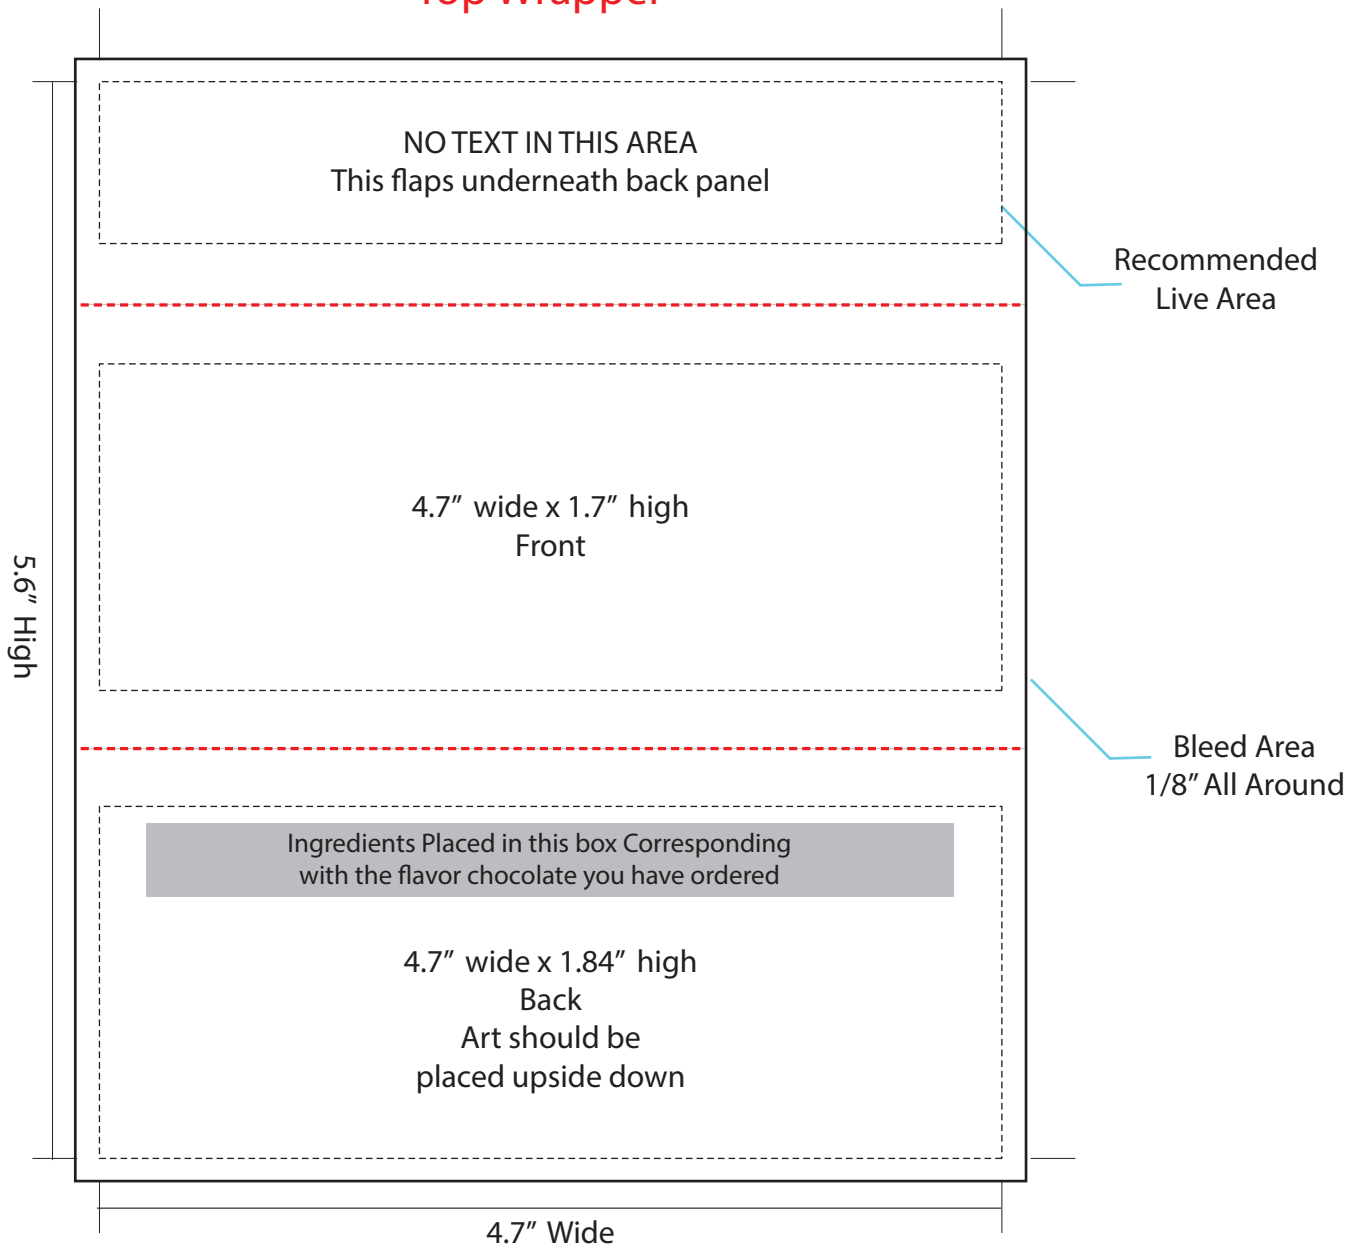 Top Wrapper
NO TEXT IN THIS AREA
This flaps underneath back panel
Recommended
Live Area
4.7” wide x 1.7” high
Front
5.6” High
Bleed Area
1/8” All Around
Ingredients Placed in this box Corresponding
with the flavor chocolate you have ordered
4.7” wide x 1.84” high
Back
Art should be
placed upside down
4.7” Wide